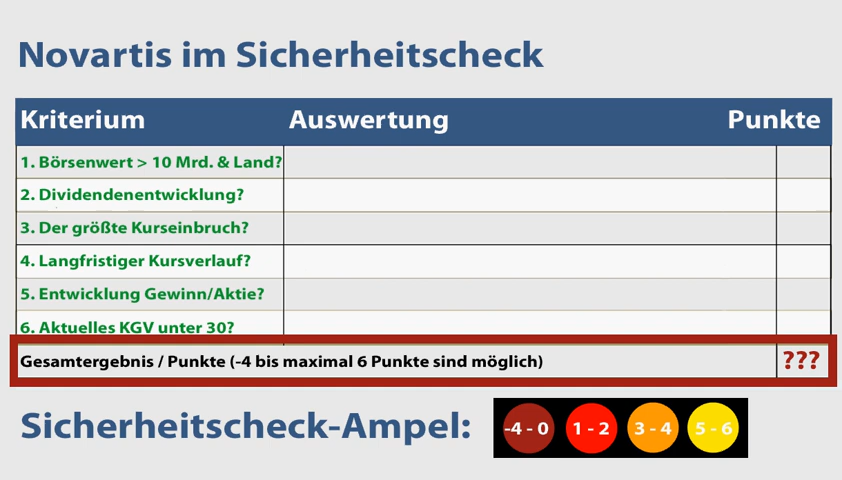 Novartis im Sicherheitscheck
Kriterium Auswertung Punkte
1. Börsenwert > 10 Mrd. & Land?
2. Dividendenentwicklung?
3. Der größte Kurseinbruch?
4. Langfristiger Kursverlauf?
5. Entwicklung Gewinn/Aktie?
6. Aktuelles KGV unter 30?
Gesamtergebnis / Punkte (-4 bis maximal 6 Punkte sind möglich) ???
Sicherheitscheck-Ampel: -4 - 0 1 - 2 3 - 4 5 - 6